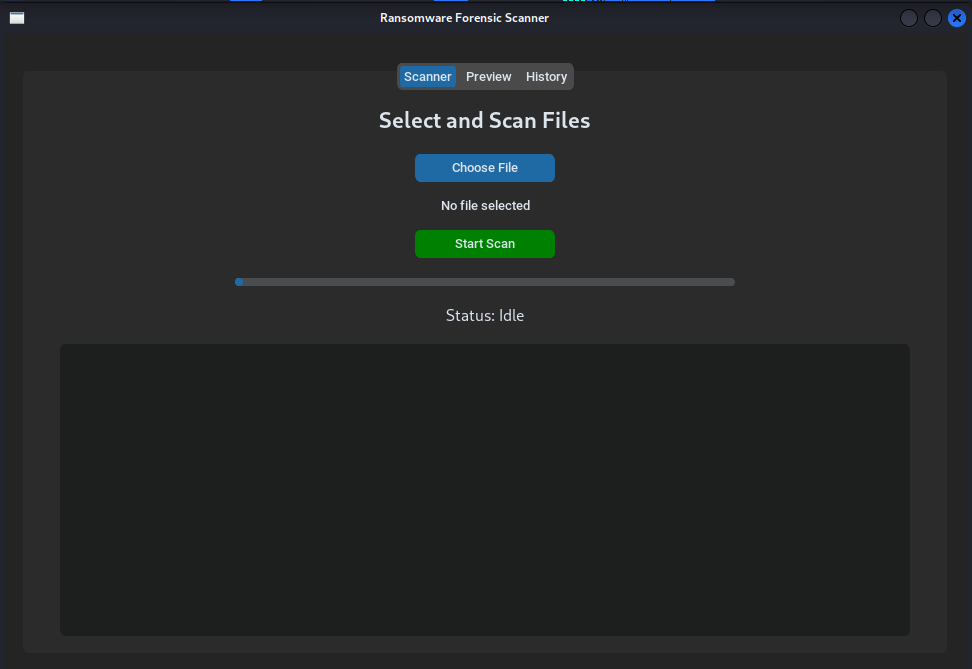 Ransomware Forensic Scanner
Scanner Preview History
Select and Scan Files
Choose File
No file selected
Start Scan
Status: Idle